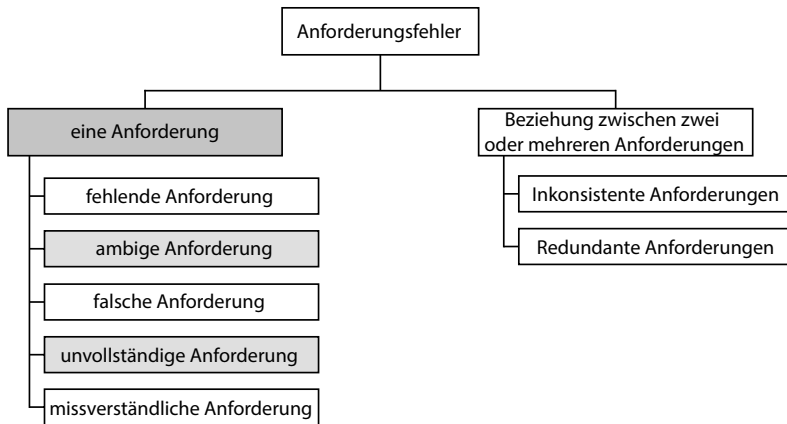 Anforderungsfehler
eine Anforderung
fehlende Anforderung
ambige Anforderung
falsche Anforderung
unvollständige Anforderung
missverständliche Anforderung
Beziehung zwischen zwei
oder mehreren Anforderungen
Inkonsistente Anforderungen
Redundante Anforderungen